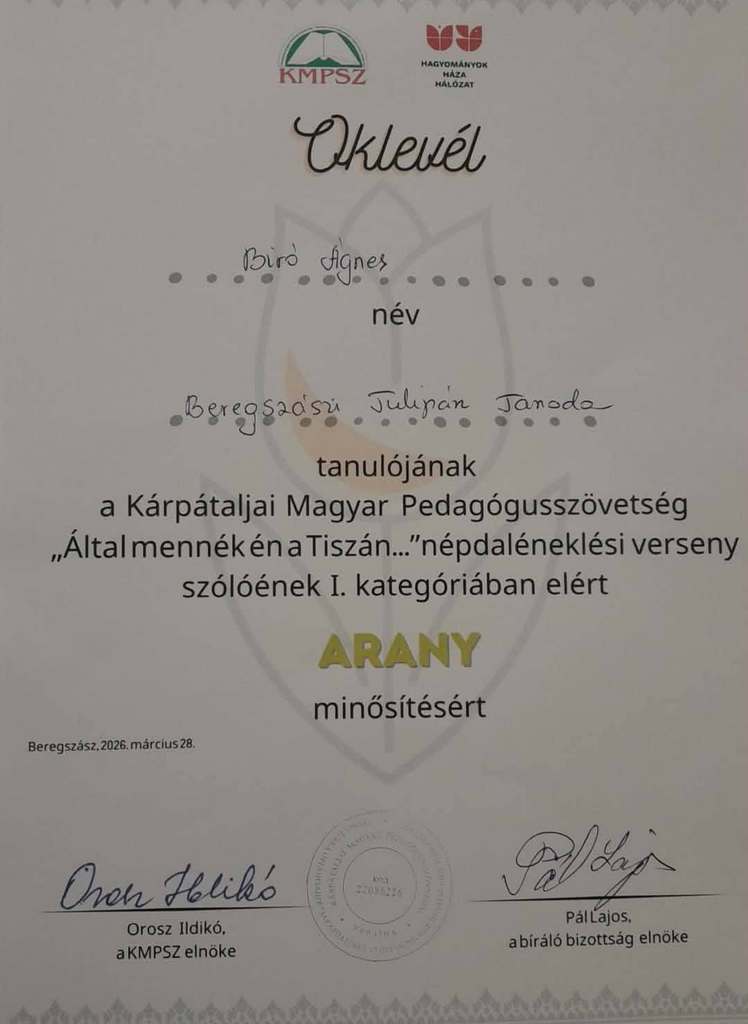 KMPSZ
HAGYOMÁNYOK
HÁZA
HÁLÓZAT
Oklevél
Biró Ágnes
név
Beregszászi Tulipán Tanoda
tanulójának
a Kárpátaljai Magyar Pedagógusszövetség
„Által mennék én a Tiszán...” népdaléneklési verseny
szólóének I. kategóriában elért
ARANY
minősítésért
Beregszász, 2026. március 28.
Orosz Ildikó
Pál Lajos
22086226
Orosz Ildikó,
a KMPSZ elnöke
Pál Lajos,
a bíráló bizottság elnöke